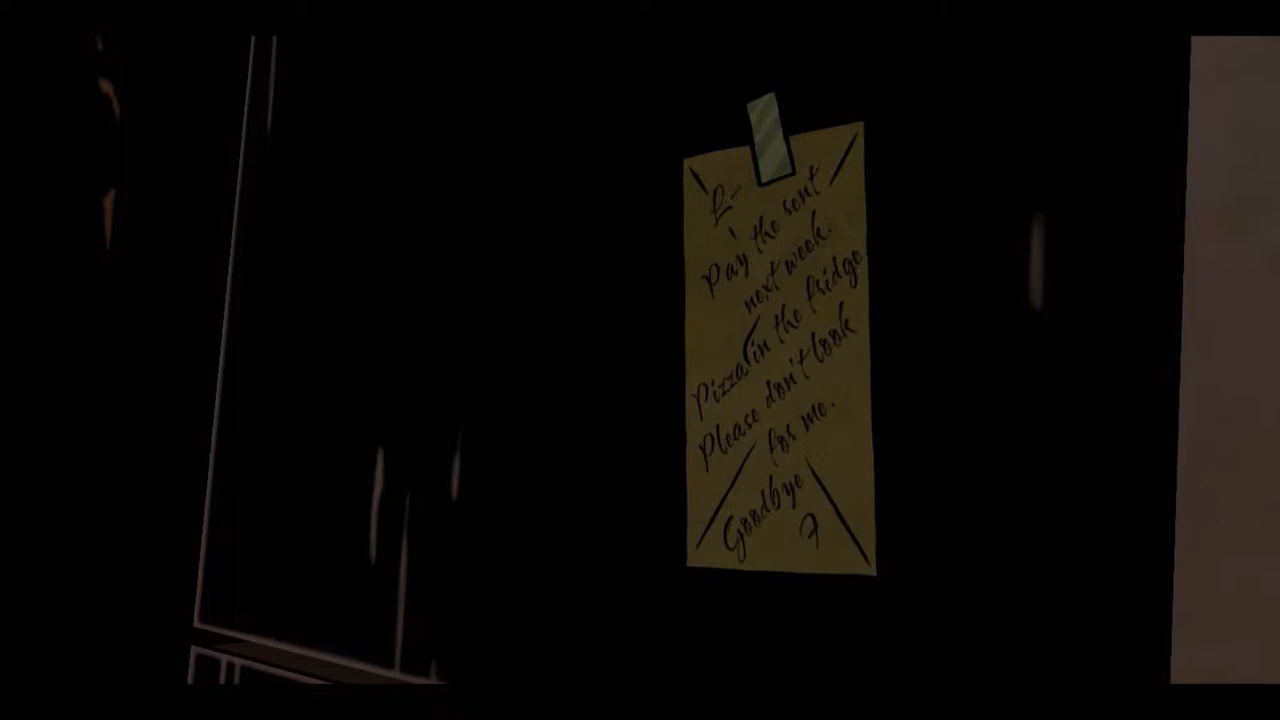 E-
Pay the rent
next week.
Pizza in the fridge
Please don't look
for me.
Goodbye
F